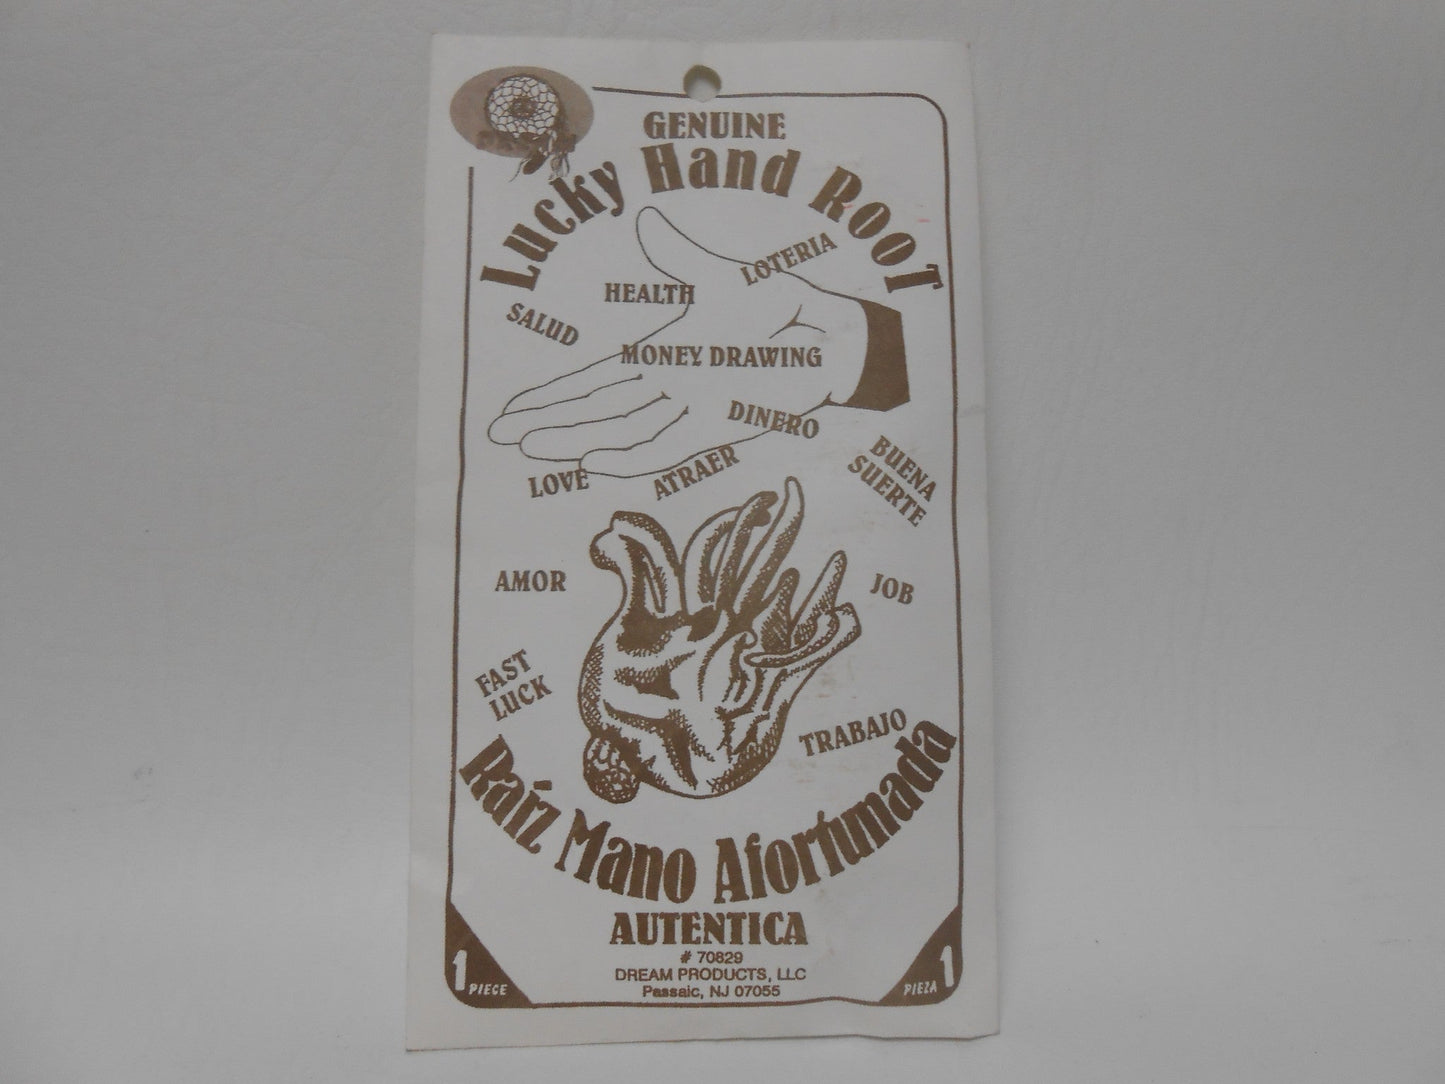 GENUINE
Lucky Hand Root
LOTERIA
HEALTH
SALUD
MONEY DRAWING
DINERO
BUENA
SUERTE
LOVE
ATRAER
AMOR
JOB
FAST
LUCK
TRABAJO
Raíz Mano Afortunada
AUTENTICA
# 70829
DREAM PRODUCTS, LLC
Passaic, NJ 07055
1 PIECE
PIEZA 1